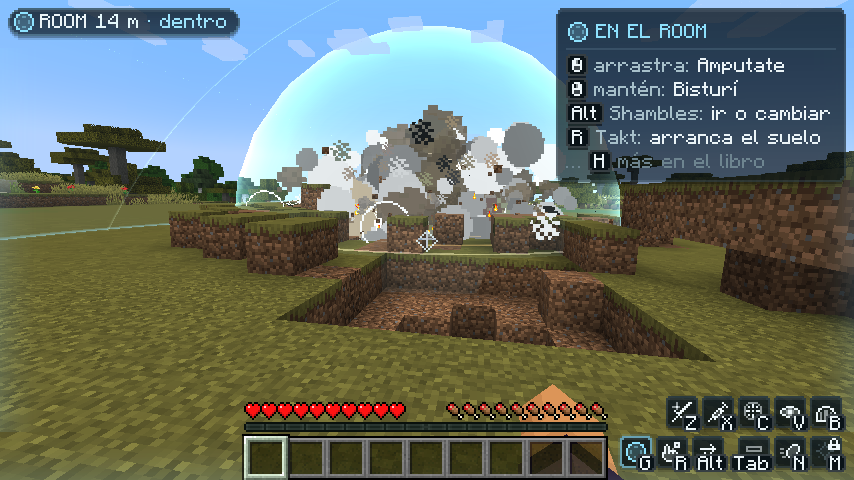 ROOM 14 m · dentro
EN EL ROOM
arrastra: Amputate
mantén: Bisturí
Alt Shambles: ir o cambiar
R Takt: arranca el suelo
... H más en el libro
Z X C V B
G R Alt Tab N M